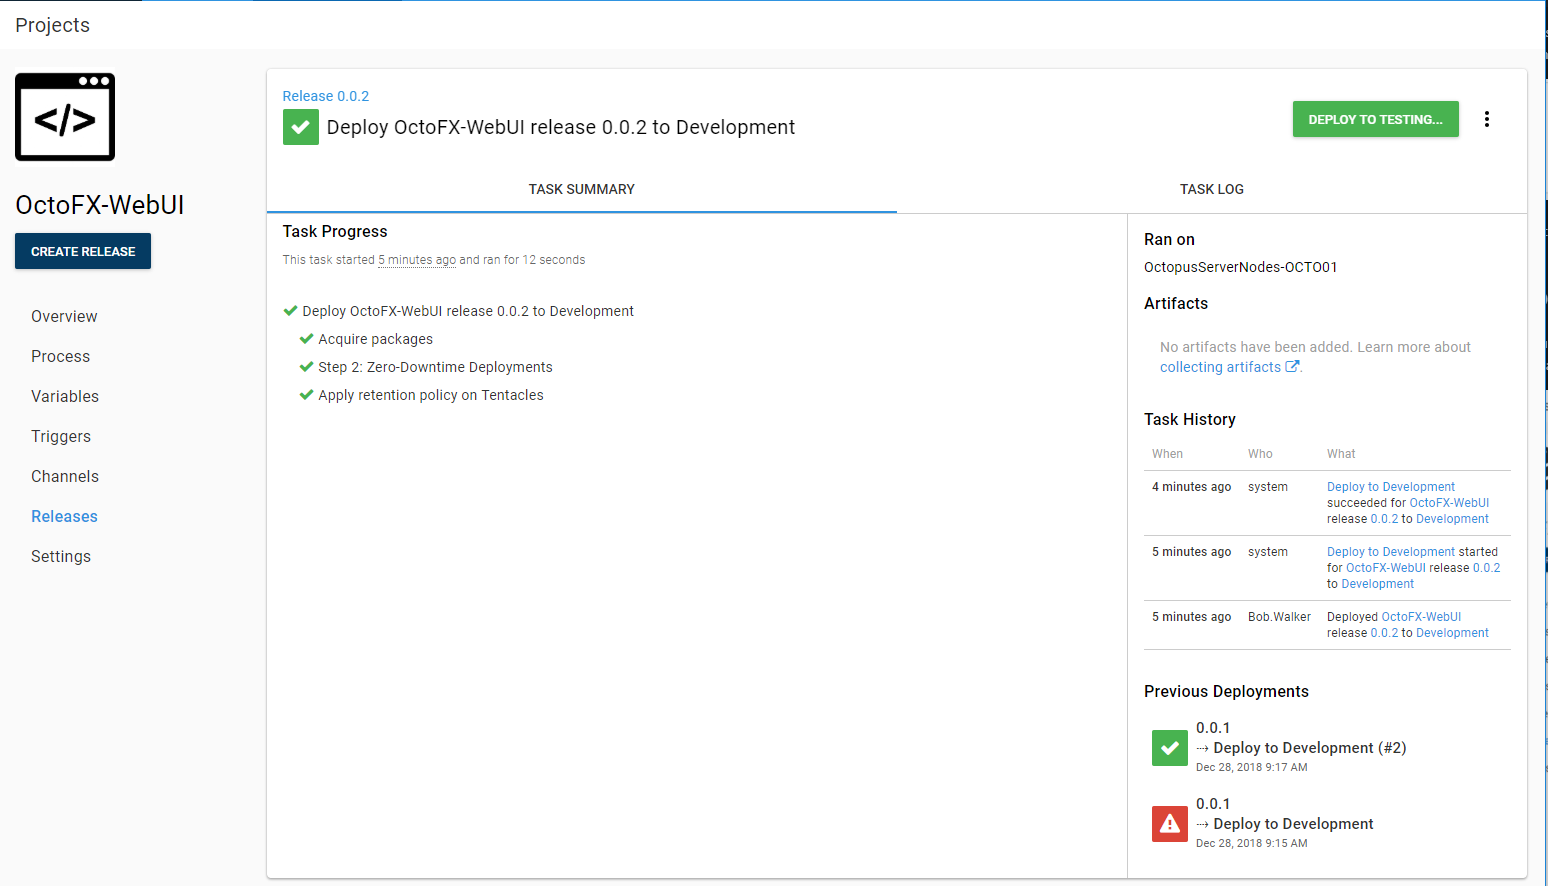 Projects
</>
OctoFX-WebUI
CREATE RELEASE
Overview
Process
Variables
Triggers
Channels
Releases
Settings
Release 0.0.2
Deploy OctoFX-WebUI release 0.0.2 to Development
DEPLOY TO TESTING...
TASK SUMMARY
TASK LOG
Task Progress
This task started 5 minutes ago and ran for 12 seconds
Deploy OctoFX-WebUI release 0.0.2 to Development
Acquire packages
Step 2: Zero-Downtime Deployments
Apply retention policy on Tentacles
Ran on
OctopusServerNodes-OCTO01
Artifacts
No artifacts have been added. Learn more about
collecting artifacts.
Task History
When Who What
4 minutes ago system Deploy to Development
succeeded for OctoFX-WebUI
release 0.0.2 to Development
5 minutes ago system Deploy to Development started
for OctoFX-WebUI release 0.0.2
to Development
5 minutes ago Bob.Walker Deployed OctoFX-WebUI
release 0.0.2 to Development
Previous Deployments
0.0.1
⇢ Deploy to Development (#2)
Dec 28, 2018 9:17 AM
0.0.1
⇢ Deploy to Development
Dec 28, 2018 9:15 AM